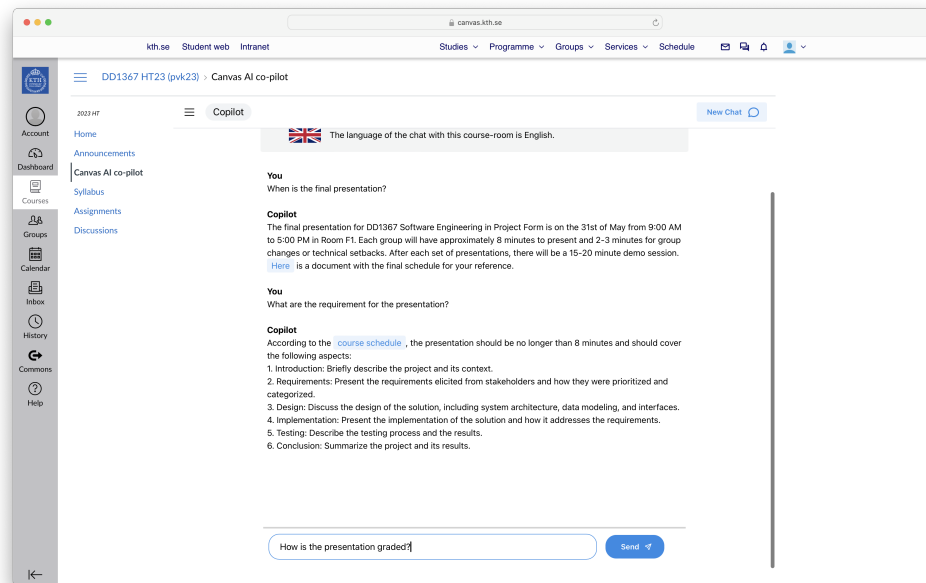 canvas.kth.se
kth.se Student web Intranet Studies Programme Groups Services Schedule
KTH
DD1367 HT23 (pvk23) › Canvas AI co-pilot
Account
Dashboard
Courses
Groups
Calendar
Inbox
History
Commons
Help
2023 HT
Home
Announcements
Canvas AI co-pilot
Syllabus
Assignments
Discussions
Copilot
New Chat
The language of the chat with this course-room is English.
You
When is the final presentation?
Copilot
The final presentation for DD1367 Software Engineering in Project Form is on the 31st of May from 9:00 AM
to 5:00 PM in Room F1. Each group will have approximately 8 minutes to present and 2-3 minutes for group
changes or technical setbacks. After each set of presentations, there will be a 15-20 minute demo session.
Here is a document with the final schedule for your reference.
You
What are the requirement for the presentation?
Copilot
According to the course schedule , the presentation should be no longer than 8 minutes and should cover
the following aspects:
1. Introduction: Briefly describe the project and its context.
2. Requirements: Present the requirements elicited from stakeholders and how they were prioritized and
categorized.
3. Design: Discuss the design of the solution, including system architecture, data modeling, and interfaces.
4. Implementation: Present the implementation of the solution and how it addresses the requirements.
5. Testing: Describe the testing process and the results.
6. Conclusion: Summarize the project and its results.
How is the presentation graded?
Send